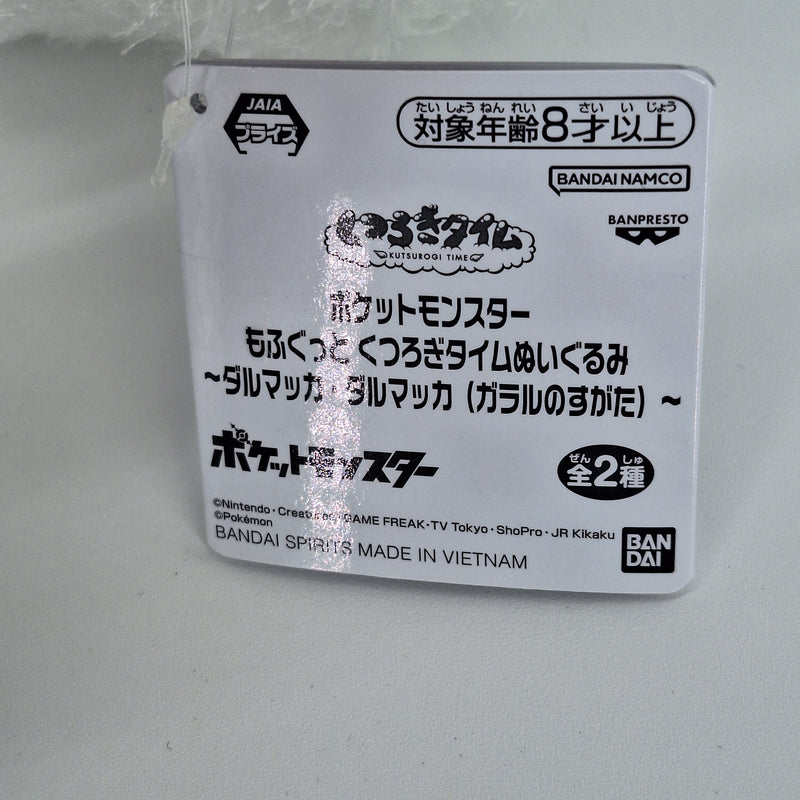 JAIA
プライズ
たいしょうねんれい さい いじょう
対象年齢8才以上
BANDAI NAMCO
BANPRESTO
くつろぎタイム
KUTSUROGI TIME
ポケットモンスター
もふぐっと くつろぎタイムぬいぐるみ
~ダルマッカ・ダルマッカ（ガラルのすがた）~
ポケットモンスター
ぜん しゅ
全2種
©Nintendo・Creatures・GAME FREAK・TV Tokyo・ShoPro・JR Kikaku
©Pokémon
BANDAI SPIRITS MADE IN VIETNAM
BAN
DAI